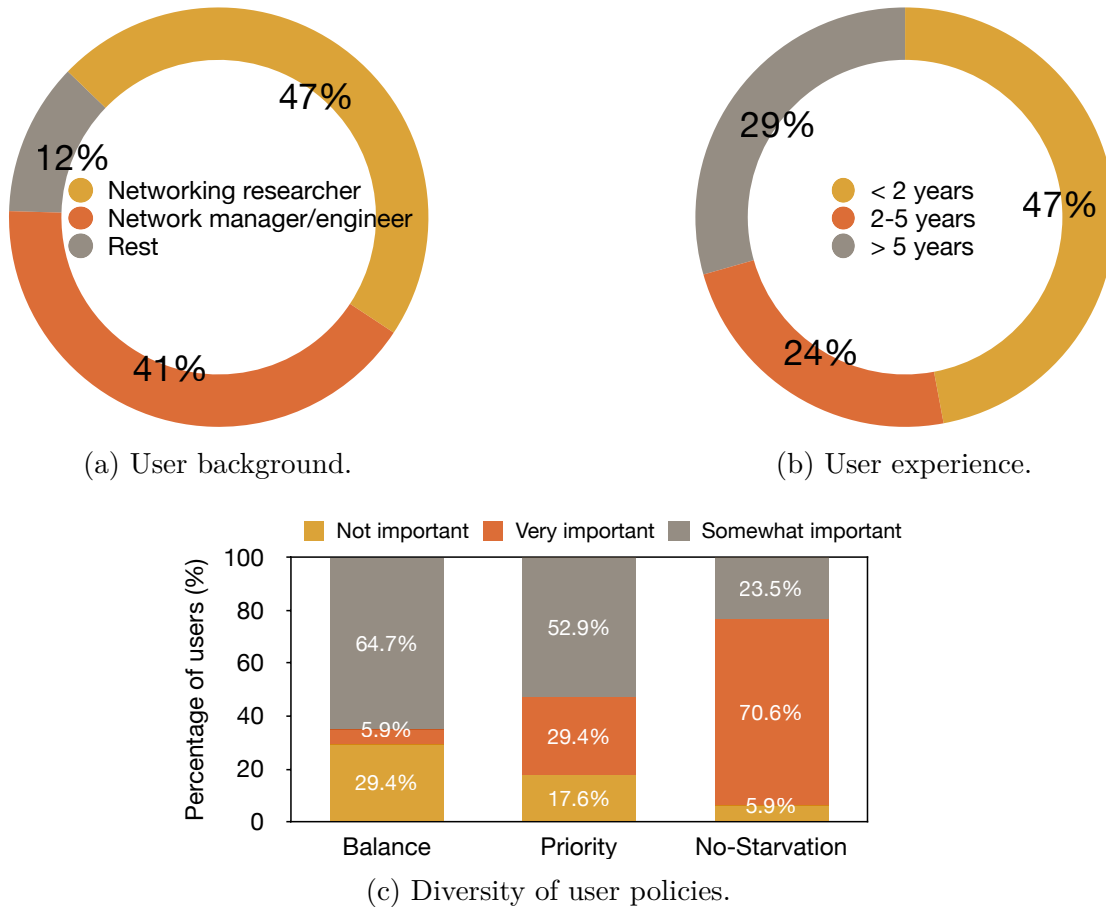 47%
12%
Networking researcher
Network manager/engineer
Rest
41%
(a) User background.
29%
< 2 years
2-5 years
> 5 years
47%
24%
(b) User experience.
Not important Very important Somewhat important
Percentage of users (%)
100
80
60
40
20
0
64.7%
5.9%
29.4%
52.9%
29.4%
17.6%
23.5%
70.6%
5.9%
Balance Priority No-Starvation
(c) Diversity of user policies.